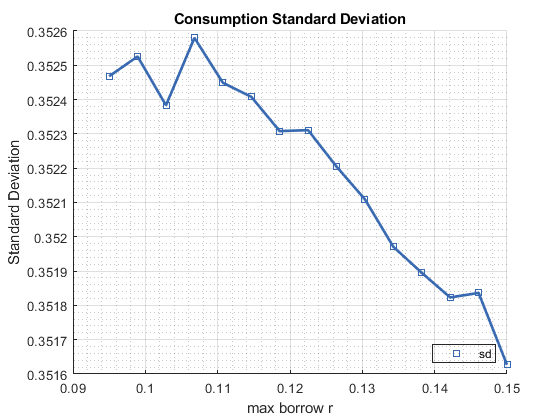 Consumption Standard Deviation
0.3526
0.3525
0.3524
0.3523
0.3522
0.3521
0.352
0.3519
0.3518
0.3517
0.3516
Standard Deviation
sd
0.09 0.1 0.11 0.12 0.13 0.14 0.15
max borrow r